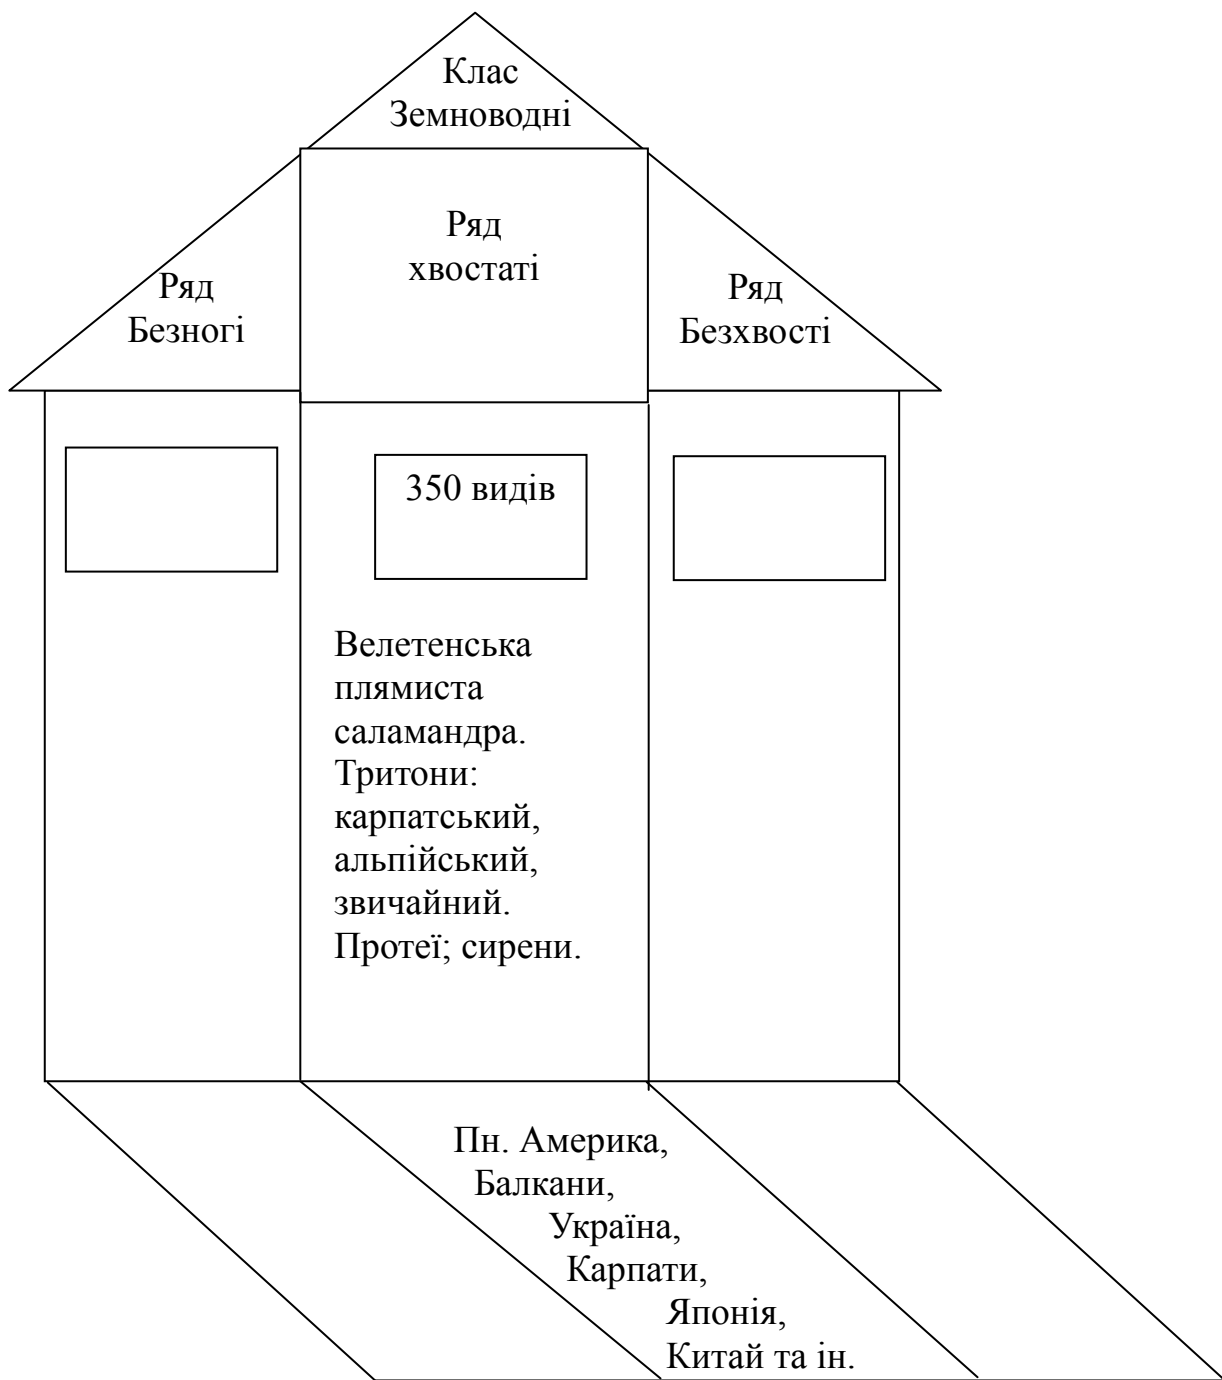 Клас
Земноводні
Ряд
хвостаті
Ряд
Безногі
Ряд
Безхвості
350 видів
Велетенська
плямиста
саламандра.
Тритони:
карпатський,
альпійський,
звичайний.
Протеї; сирени.
Пн. Америка,
Балкани,
Україна,
Карпати,
Японія,
Китай та ін.